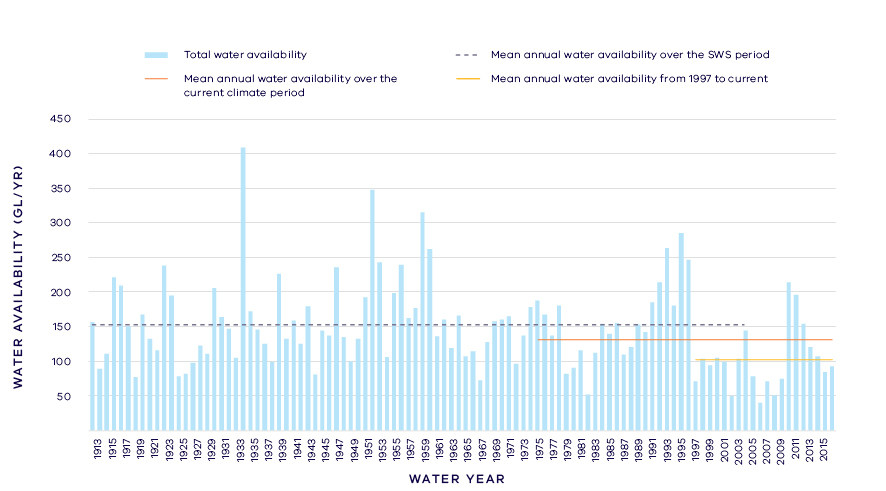 Total water availability
Mean annual water availability over the SWS period
Mean annual water availability over the
current climate period
Mean annual water availability from 1997 to current
WATER AVAILABILITY (GL/YR)
450
400
350
300
250
200
150
100
50
1913 1915 1917 1919 1921 1923 1925 1927 1929 1931 1933 1935 1937 1939 1941 1943 1945 1947 1949 1951 1953 1955 1957 1959 1961 1963 1965 1967 1969 1971 1973 1975 1977 1979 1981 1983 1985 1987 1989 1991 1993 1995 1997 1999 2001 2003 2005 2007 2009 2011 2013 2015
WATER YEAR